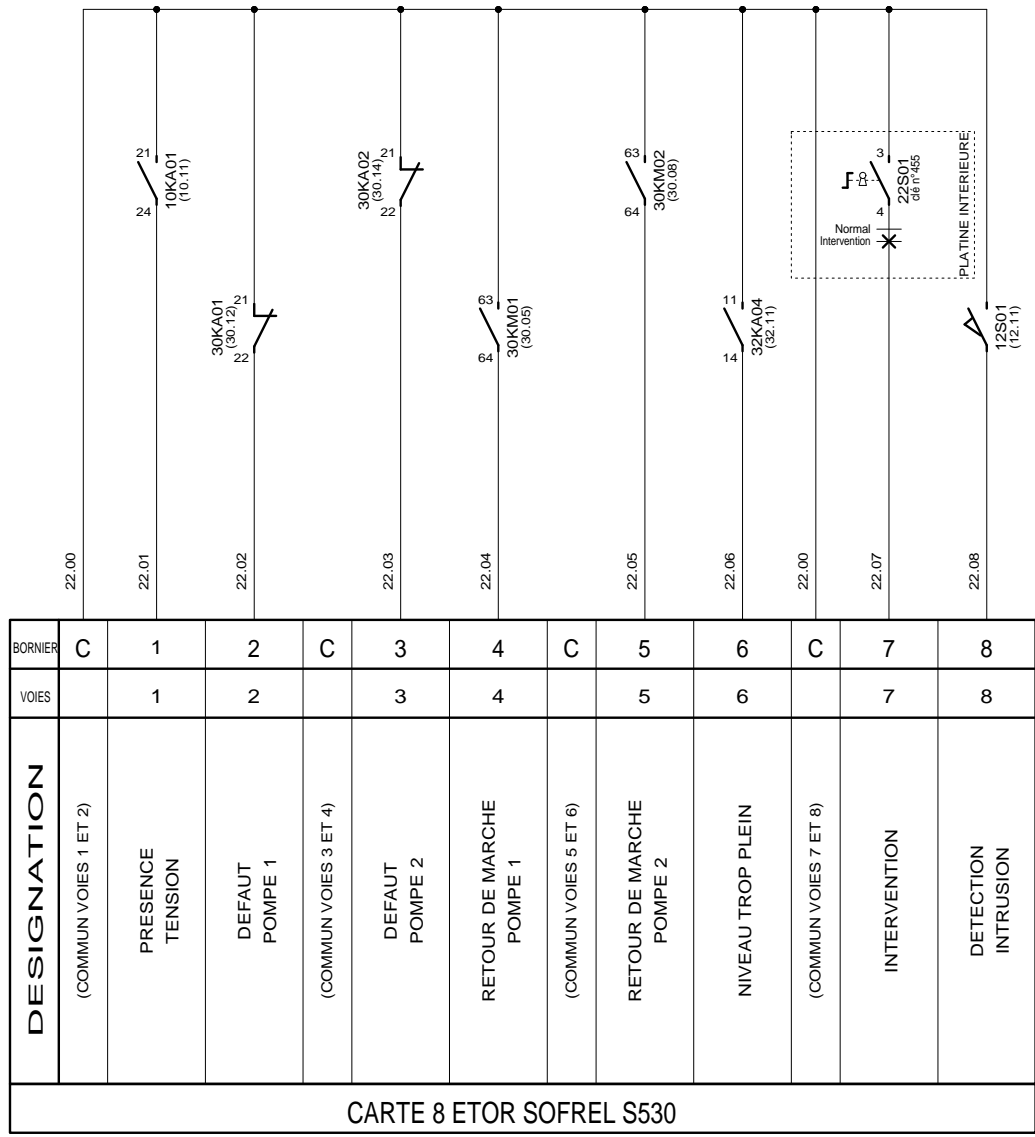 21
10KA01
(10.11)
24
21
30KA02
(30.14)
22
63
30KM02
(30.08)
64
3
22S01
clé n°455
4
Normal
Intervention
PLATINE INTERIEURE
21
30KA01
(30.12)
22
63
30KM01
(30.05)
64
11
32KA04
(32.11)
14
12S01
(12.11)
22.00
22.01
22.02
22.03
22.04
22.05
22.06
22.00
22.07
22.08
BORNIER C 1 2 C 3 4 C 5 6 C 7 8
VOIES 1 2 3 4 5 6 7 8
DESIGNATION
(COMMUN VOIES 1 ET 2)
PRESENCE
TENSION
DEFAUT
POMPE 1
(COMMUN VOIES 3 ET 4)
DEFAUT
POMPE 2
RETOUR DE MARCHE
POMPE 1
(COMMUN VOIES 5 ET 6)
RETOUR DE MARCHE
POMPE 2
NIVEAU TROP PLEIN
(COMMUN VOIES 7 ET 8)
INTERVENTION
DETECTION
INTRUSION
CARTE 8 ETOR SOFREL S530